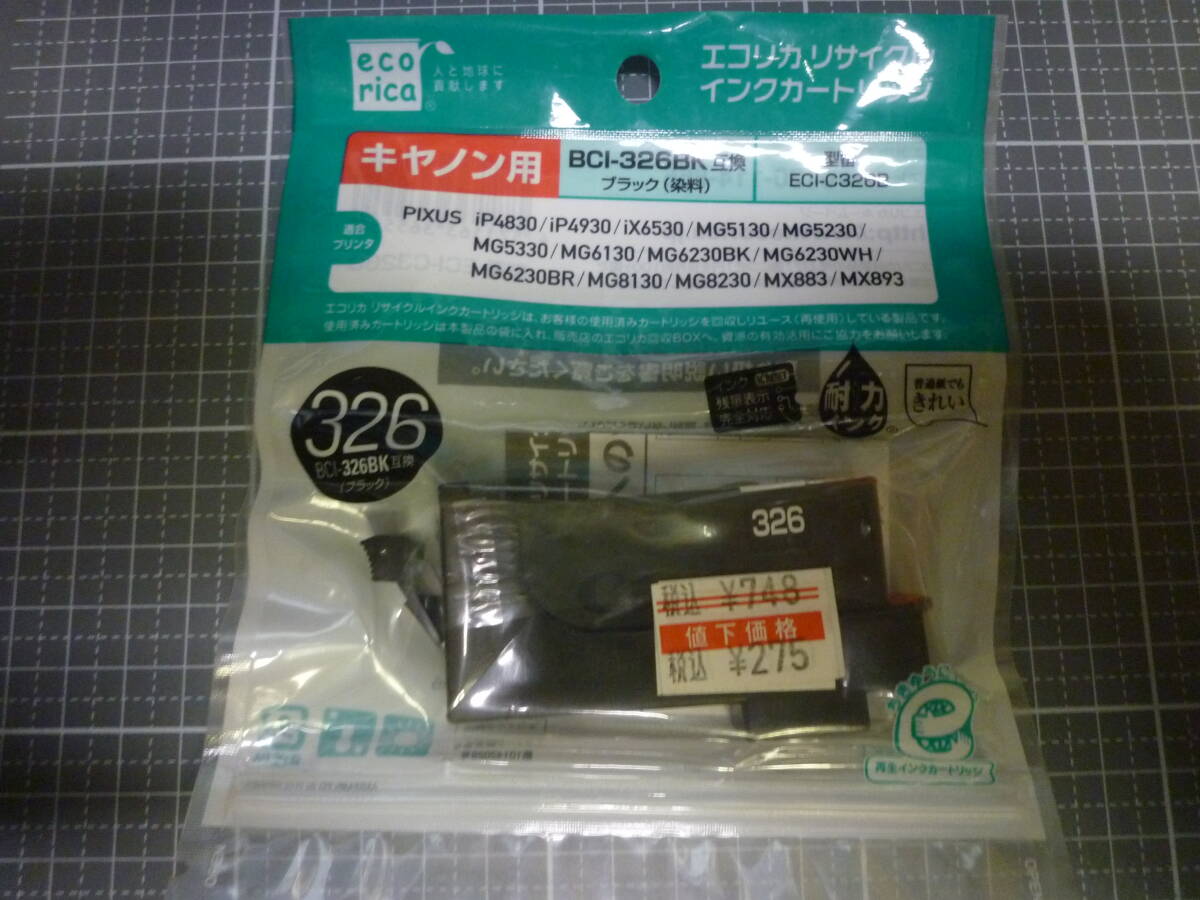 eco
rica
人と地球に
貢献します
エコリカ リサイクル
インクカートリッジ
キヤノン用
BCI-326BK 互換
ブラック(染料)
型番
ECI-C326B
適合
プリンタ
PIXUS iP4830/iP4930/iX6530/MG5130/MG5230/
MG5330/MG6130/MG6230BK/MG6230WH/
MG6230BR/MG8130/MG8230/MX883/MX893
エコリカ リサイクルインクカートリッジは、お客様の使用済みカートリッジを回収しリユース(再使用)している製品です。
使用済みカートリッジは本製品の袋に入れ、販売店のエコリカ回収BOXへ。資源の有効活用にご協力をお願いします。
326
BCI-326BK 互換
(ブラック)
インク
残量表示
完全対応
耐力
インク
普通紙でも
きれい
326
税込 ¥748
値下価格
税込 ¥275
再生インクカートリッジ